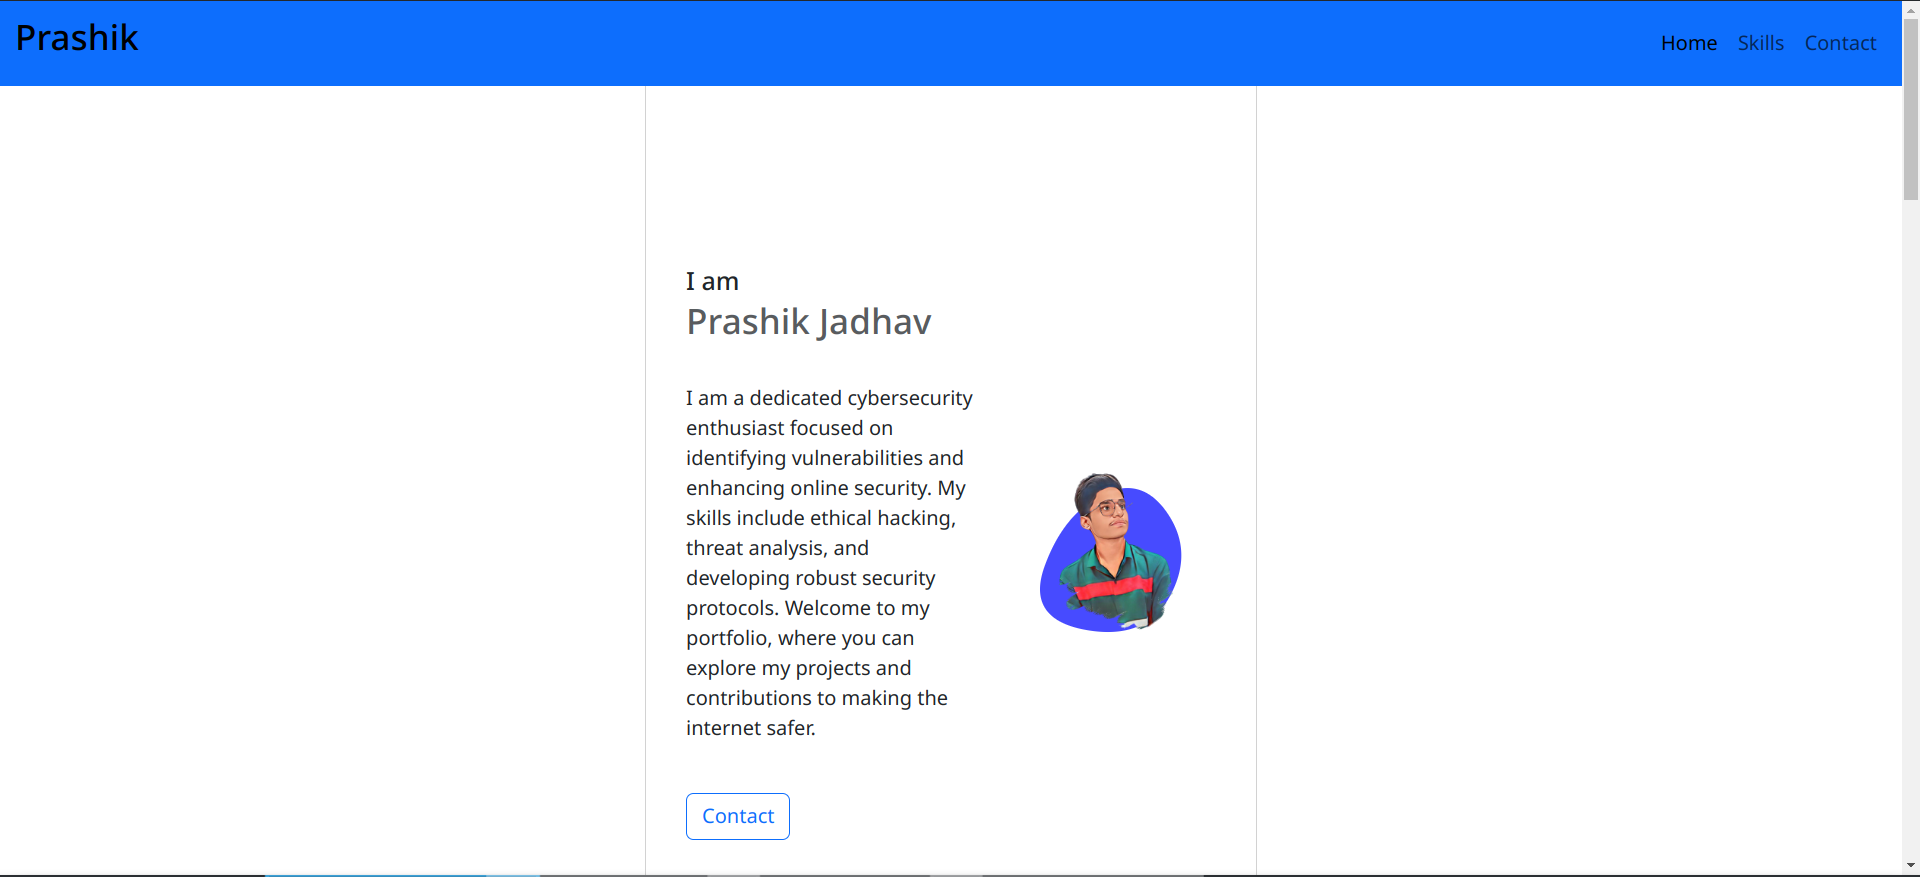 Prashik
Home Skills Contact
I am
Prashik Jadhav
I am a dedicated cybersecurity
enthusiast focused on
identifying vulnerabilities and
enhancing online security. My
skills include ethical hacking,
threat analysis, and
developing robust security
protocols. Welcome to my
portfolio, where you can
explore my projects and
contributions to making the
internet safer.
Contact